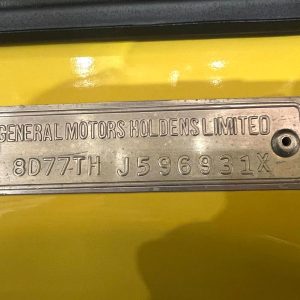 GENERAL MOTORS HOLDENS LIMITED
8D77TH J596931X